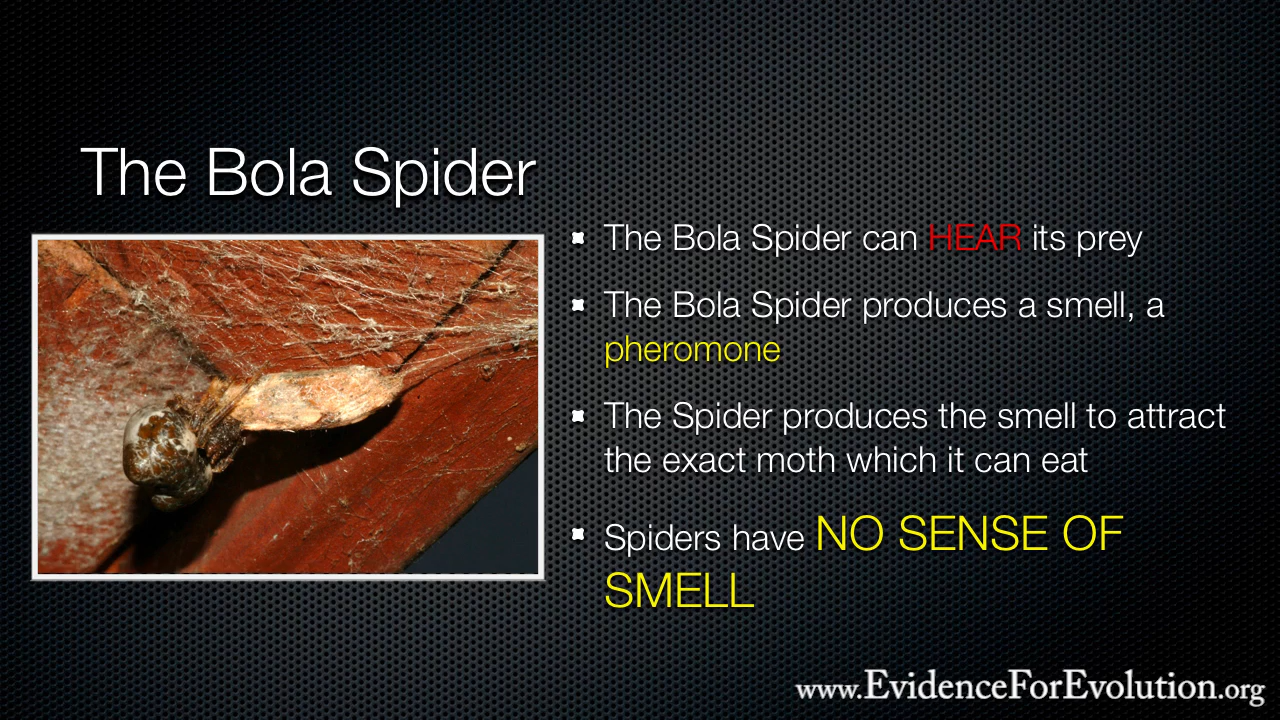 The Bola Spider
The Bola Spider can HEAR its prey
The Bola Spider produces a smell, a
pheromone
The Spider produces the smell to attract
the exact moth which it can eat
Spiders have NO SENSE OF
SMELL
www.EvidenceForEvolution.org